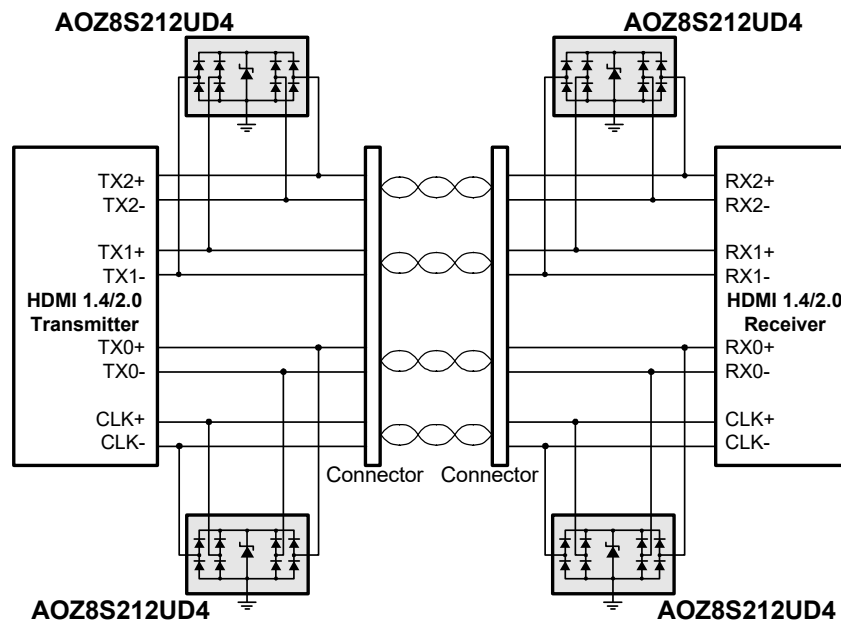 AOZ8S212UD4
AOZ8S212UD4
TX2+
TX2-
TX1+
TX1-
HDMI 1.4/2.0
Transmitter
TX0+
TX0-
CLK+
CLK-
RX2+
RX2-
RX1+
RX1-
HDMI 1.4/2.0
Receiver
RX0+
RX0-
CLK+
CLK-
Connector
Connector
AOZ8S212UD4
AOZ8S212UD4